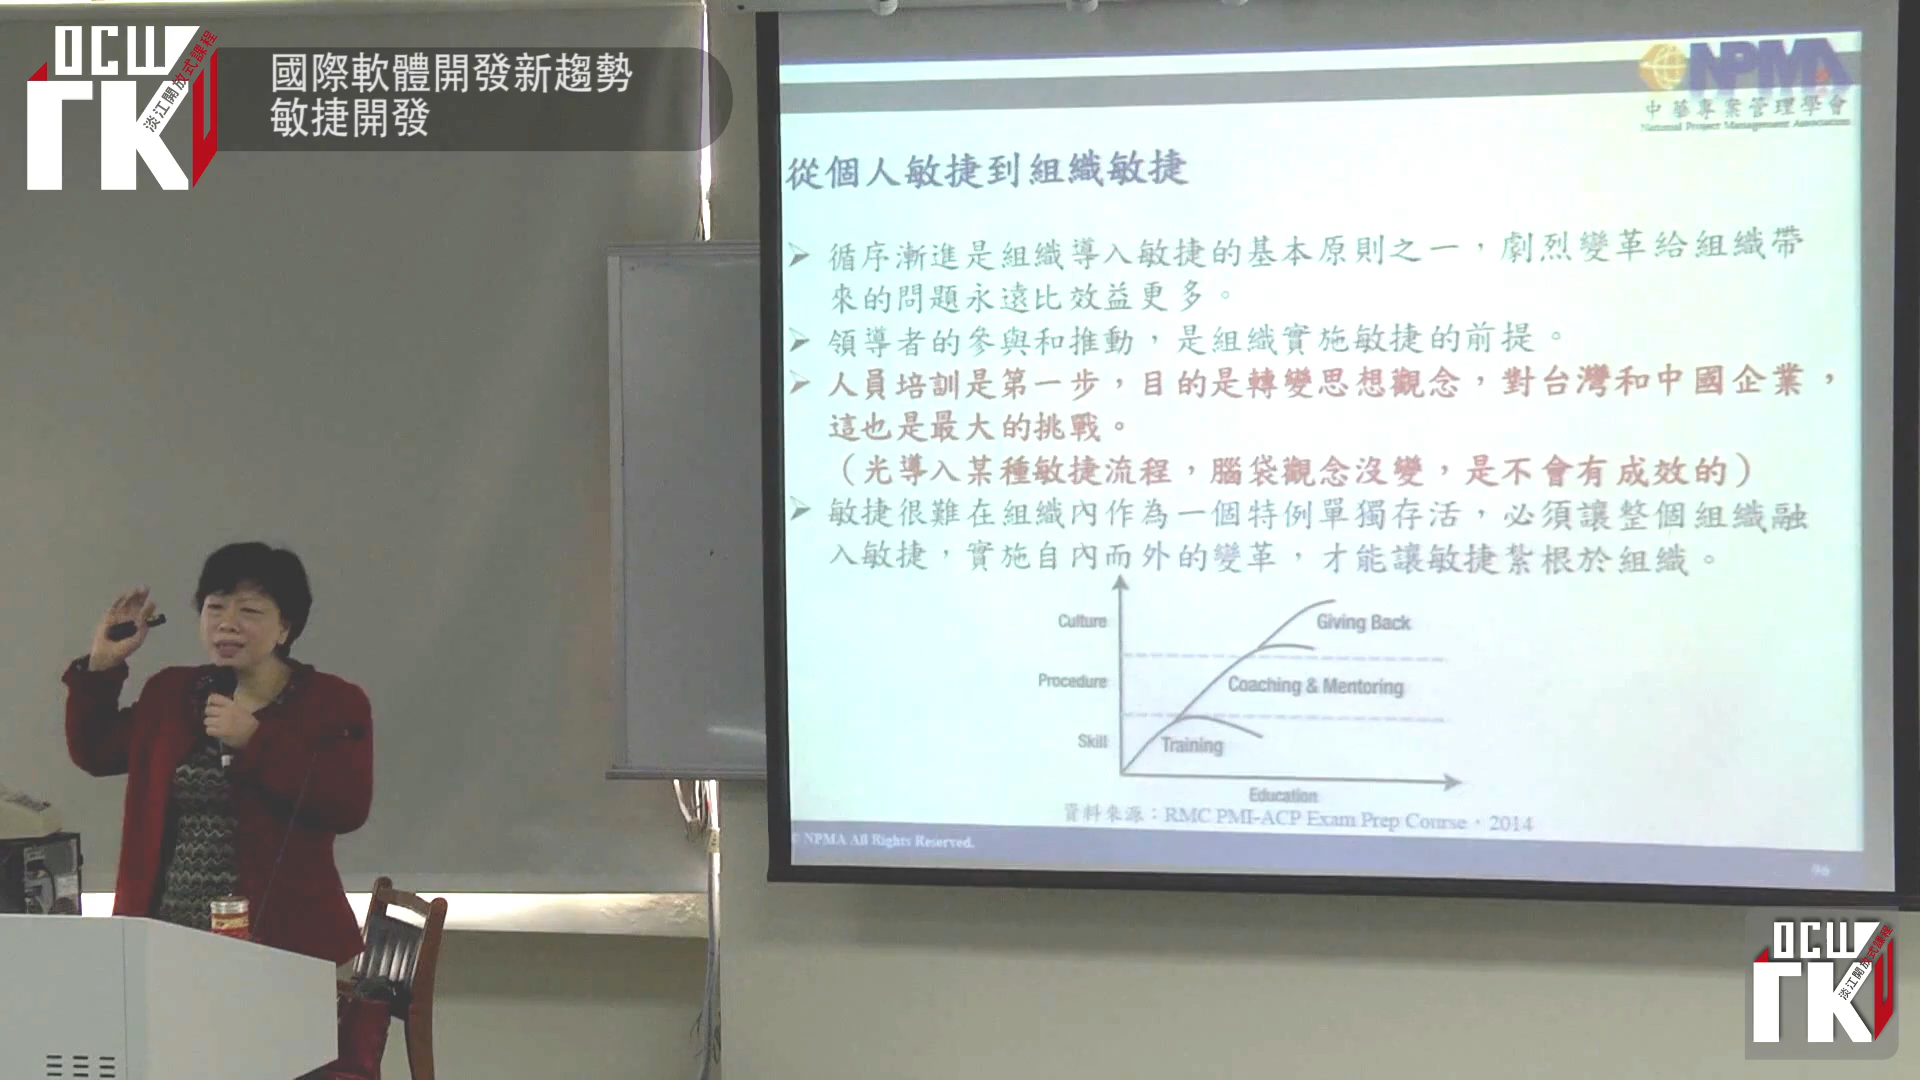 OCW
TKU
淡江開放式課程
國際軟體開發新趨勢
敏捷開發
NPMA
中華專案管理學會
National Project Management Association
從個人敏捷到組織敏捷
➢ 循序漸進是組織導入敏捷的基本原則之一,劇烈變革給組織帶
來的問題永遠比效益更多。
➢ 領導者的參與和推動,是組織實施敏捷的前提。
➢ 人員培訓是第一步,目的是轉變思想觀念,對台灣和中國企業,
這也是最大的挑戰。
(光導入某種敏捷流程,腦袋觀念沒變,是不會有成效的)
➢ 敏捷很難在組織內作為一個特例單獨存活,必須讓整個組織融
入敏捷,實施自內而外的變革,才能讓敏捷紮根於組織。
Culture
Giving Back
Procedure
Coaching & Mentoring
Skill
Training
Education
資料來源:RMC PMI-ACP Exam Prep Course,2014
© NPMA All Rights Reserved.
96
OCW
TKU
淡江開放式課程